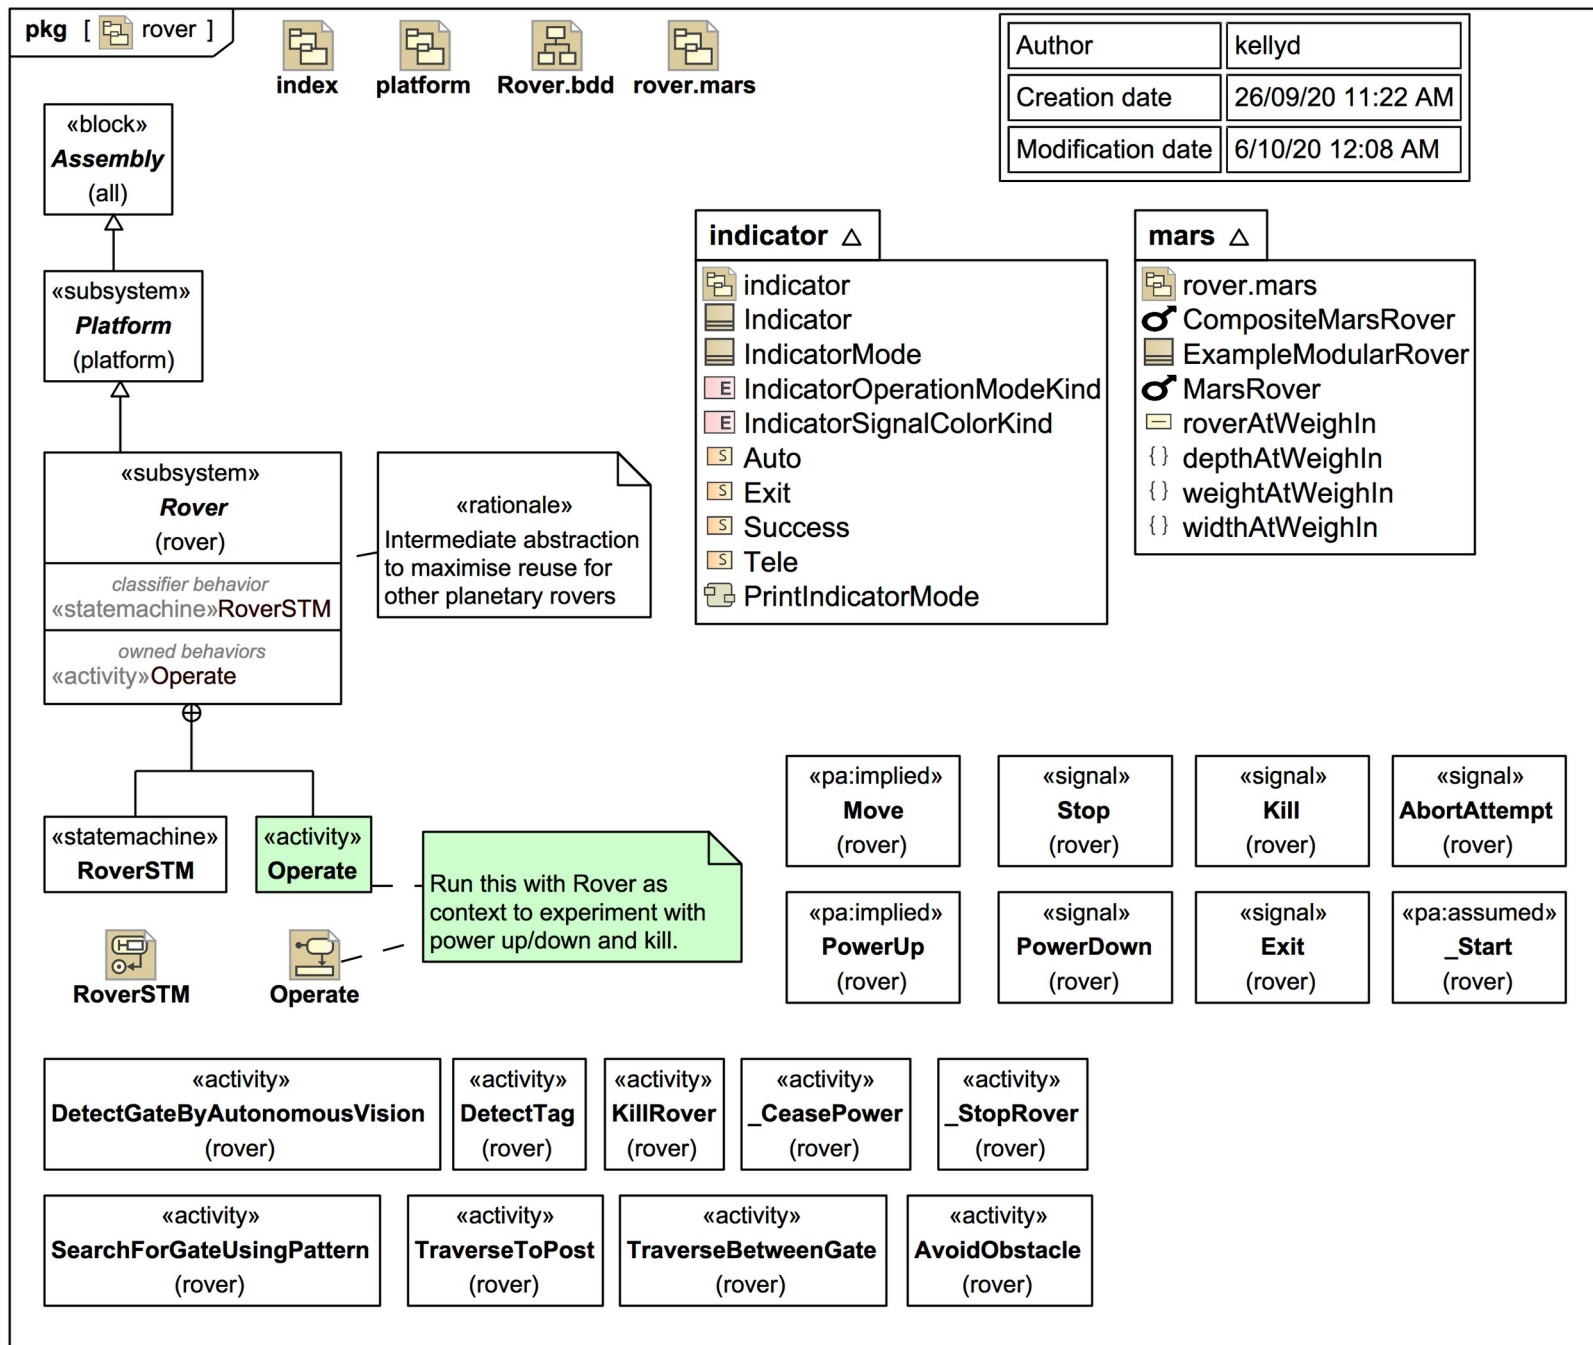 pkg [ rover ]
index
platform
Rover.bdd
rover.mars
Author kellyd
Creation date 26/09/20 11:22 AM
Modification date 6/10/20 12:08 AM
«block»
Assembly
(all)
«subsystem»
Platform
(platform)
«subsystem»
Rover
(rover)
classifier behavior
«statemachine»RoverSTM
owned behaviors
«activity»Operate
«rationale»
Intermediate abstraction
to maximise reuse for
other planetary rovers
indicator
indicator
Indicator
IndicatorMode
E IndicatorOperationModeKind
E IndicatorSignalColorKind
S Auto
S Exit
S Success
S Tele
PrintIndicatorMode
mars
rover.mars
CompositeMarsRover
ExampleModularRover
MarsRover
roverAtWeighIn
{ } depthAtWeighIn
{ } weightAtWeighIn
{ } widthAtWeighIn
«statemachine»
RoverSTM
«activity»
Operate
Run this with Rover as
context to experiment with
power up/down and kill.
RoverSTM
Operate
«pa:implied»
Move
(rover)
«signal»
Stop
(rover)
«signal»
Kill
(rover)
«signal»
AbortAttempt
(rover)
«pa:implied»
PowerUp
(rover)
«signal»
PowerDown
(rover)
«signal»
Exit
(rover)
«pa:assumed»
_Start
(rover)
«activity»
DetectGateByAutonomousVision
(rover)
«activity»
DetectTag
(rover)
«activity»
KillRover
(rover)
«activity»
_CeasePower
(rover)
«activity»
_StopRover
(rover)
«activity»
SearchForGateUsingPattern
(rover)
«activity»
TraverseToPost
(rover)
«activity»
TraverseBetweenGate
(rover)
«activity»
AvoidObstacle
(rover)